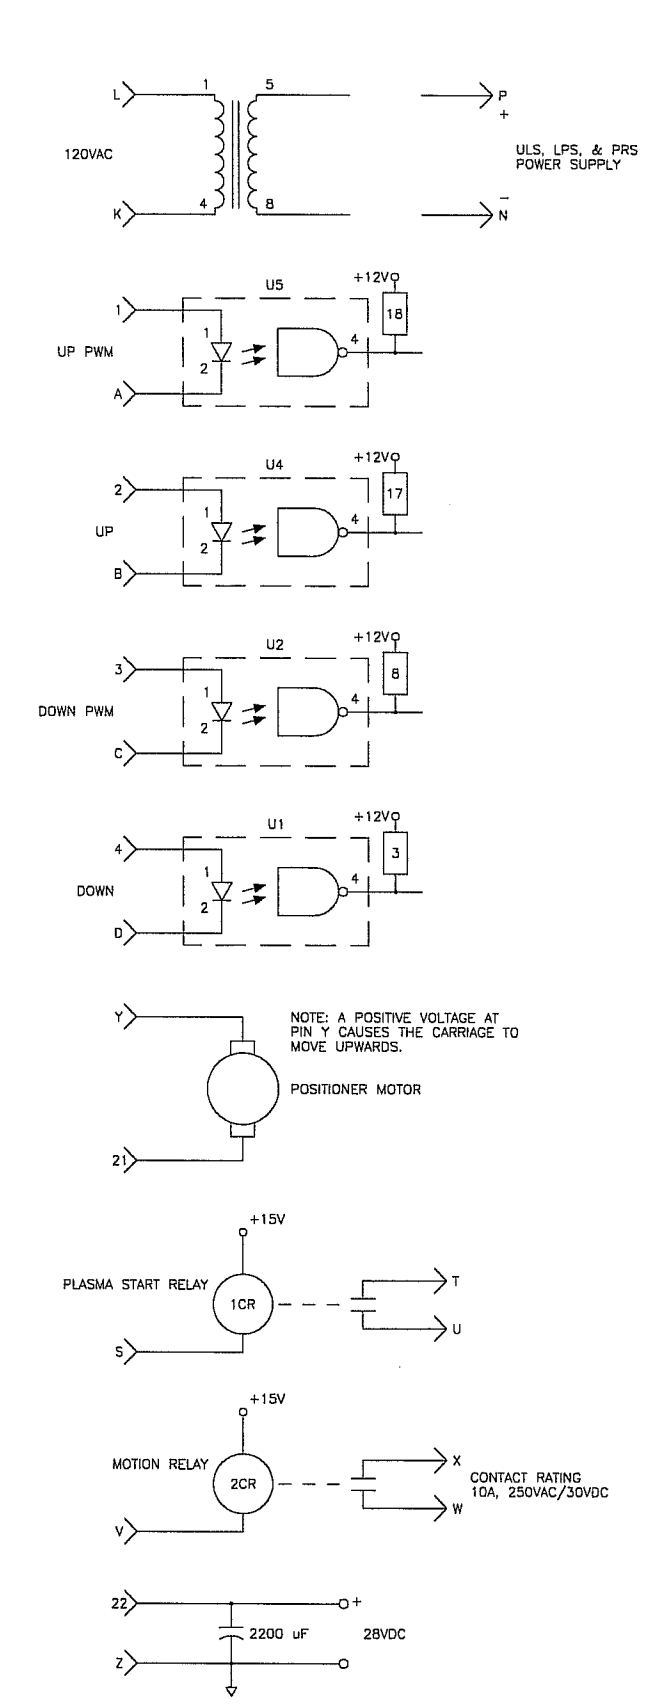 L 1 5 P
+
120VAC
ULS, LPS, & PRS
POWER SUPPLY
K 4 8 N
–
U5 +12V
1 1 4 18
UP PWM
2
A
U4 +12V
2 1 4 17
UP
2
B
U2 +12V
3 1 4 8
DOWN PWM
2
C
U1 +12V
4 1 4 3
DOWN
2
D
Y
NOTE: A POSITIVE VOLTAGE AT
PIN Y CAUSES THE CARRIAGE TO
MOVE UPWARDS.
POSITIONER MOTOR
21
+15V
PLASMA START RELAY
1CR
T
U
S
+15V
MOTION RELAY
2CR
X
CONTACT RATING
10A, 250VAC/30VDC
W
V
22 +
2200 uF 28VDC
Z